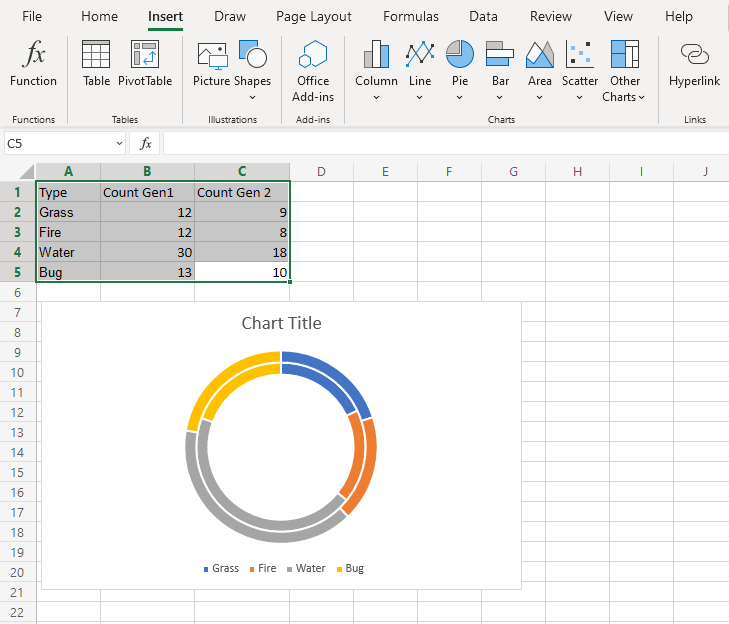 File Home Insert Draw Page Layout Formulas Data Review View Help
fx
Function Table PivotTable Picture Shapes Office Add-ins Column Line Pie Bar Area Scatter Other Charts Hyperlink
Functions Tables Illustrations Add-ins Charts Links
C5 fx
A B C D E F G H I J
1 Type Count Gen1 Count Gen 2
2 Grass 12 9
3 Fire 12 8
4 Water 30 18
5 Bug 13 10
6
7
Chart Title
8
9
10
11
12
13
14
15
16
17
18
19
20 Grass Fire Water Bug
21
22